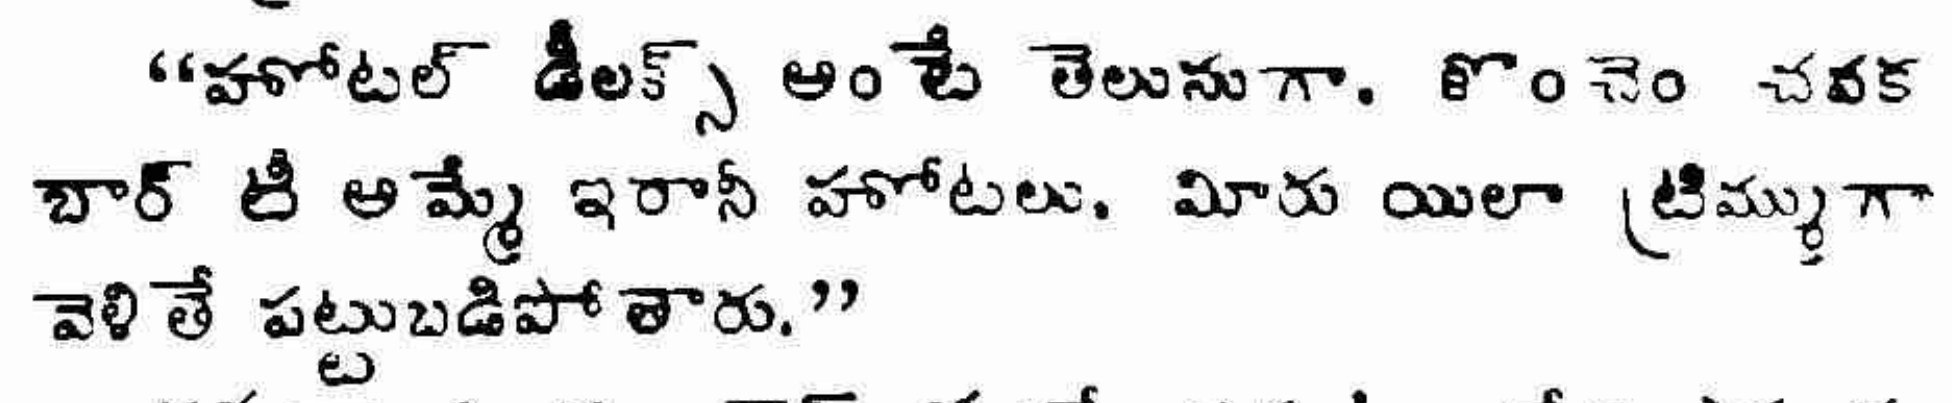 “హోటల్ డీలక్స్ అంటే తెలుసుగా. కొంచెం చవక
బార్ టీ అమ్మే ఇరానీ హోటలు. మీరు యిలా ట్రిమ్ముగా
వెళితే పట్టుబడిపోతారు.”